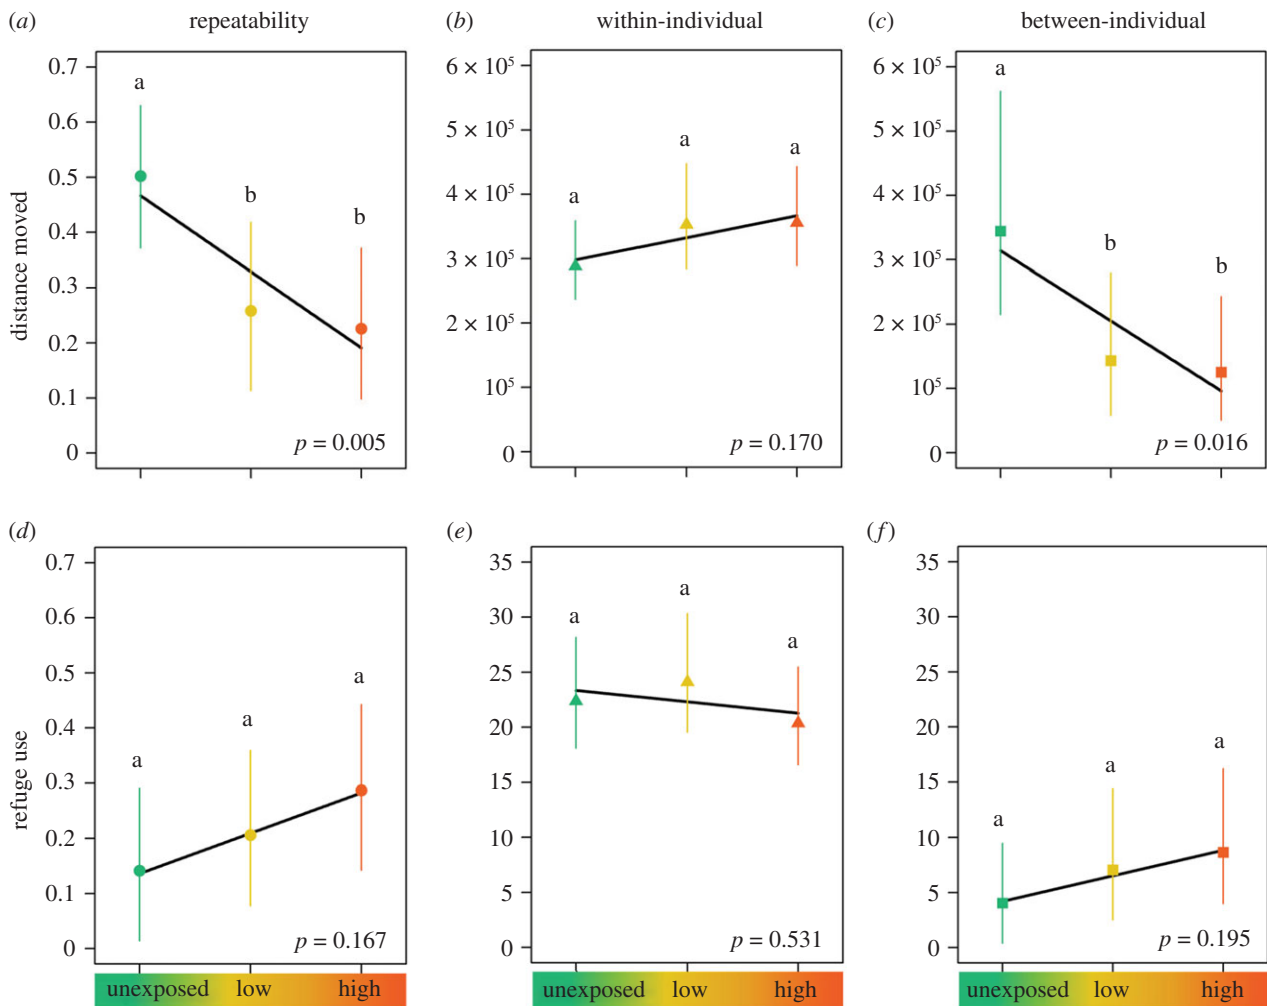 (a) repeatability
0.7
0.6
0.5
0.4
0.3
0.2
0.1
0
distance moved
a
b
b
p = 0.005
(b) within-individual
6 × 10⁵
5 × 10⁵
4 × 10⁵
3 × 10⁵
2 × 10⁵
10⁵
0
a
a
a
p = 0.170
(c) between-individual
6 × 10⁵
5 × 10⁵
4 × 10⁵
3 × 10⁵
2 × 10⁵
10⁵
0
a
b
b
p = 0.016
(d)
0.7
0.6
0.5
0.4
0.3
0.2
0.1
0
refuge use
a
a
a
p = 0.167
unexposed low high
(e)
35
30
25
20
15
10
5
0
a
a
a
p = 0.531
unexposed low high
(f)
35
30
25
20
15
10
5
0
a
a
a
p = 0.195
unexposed low high